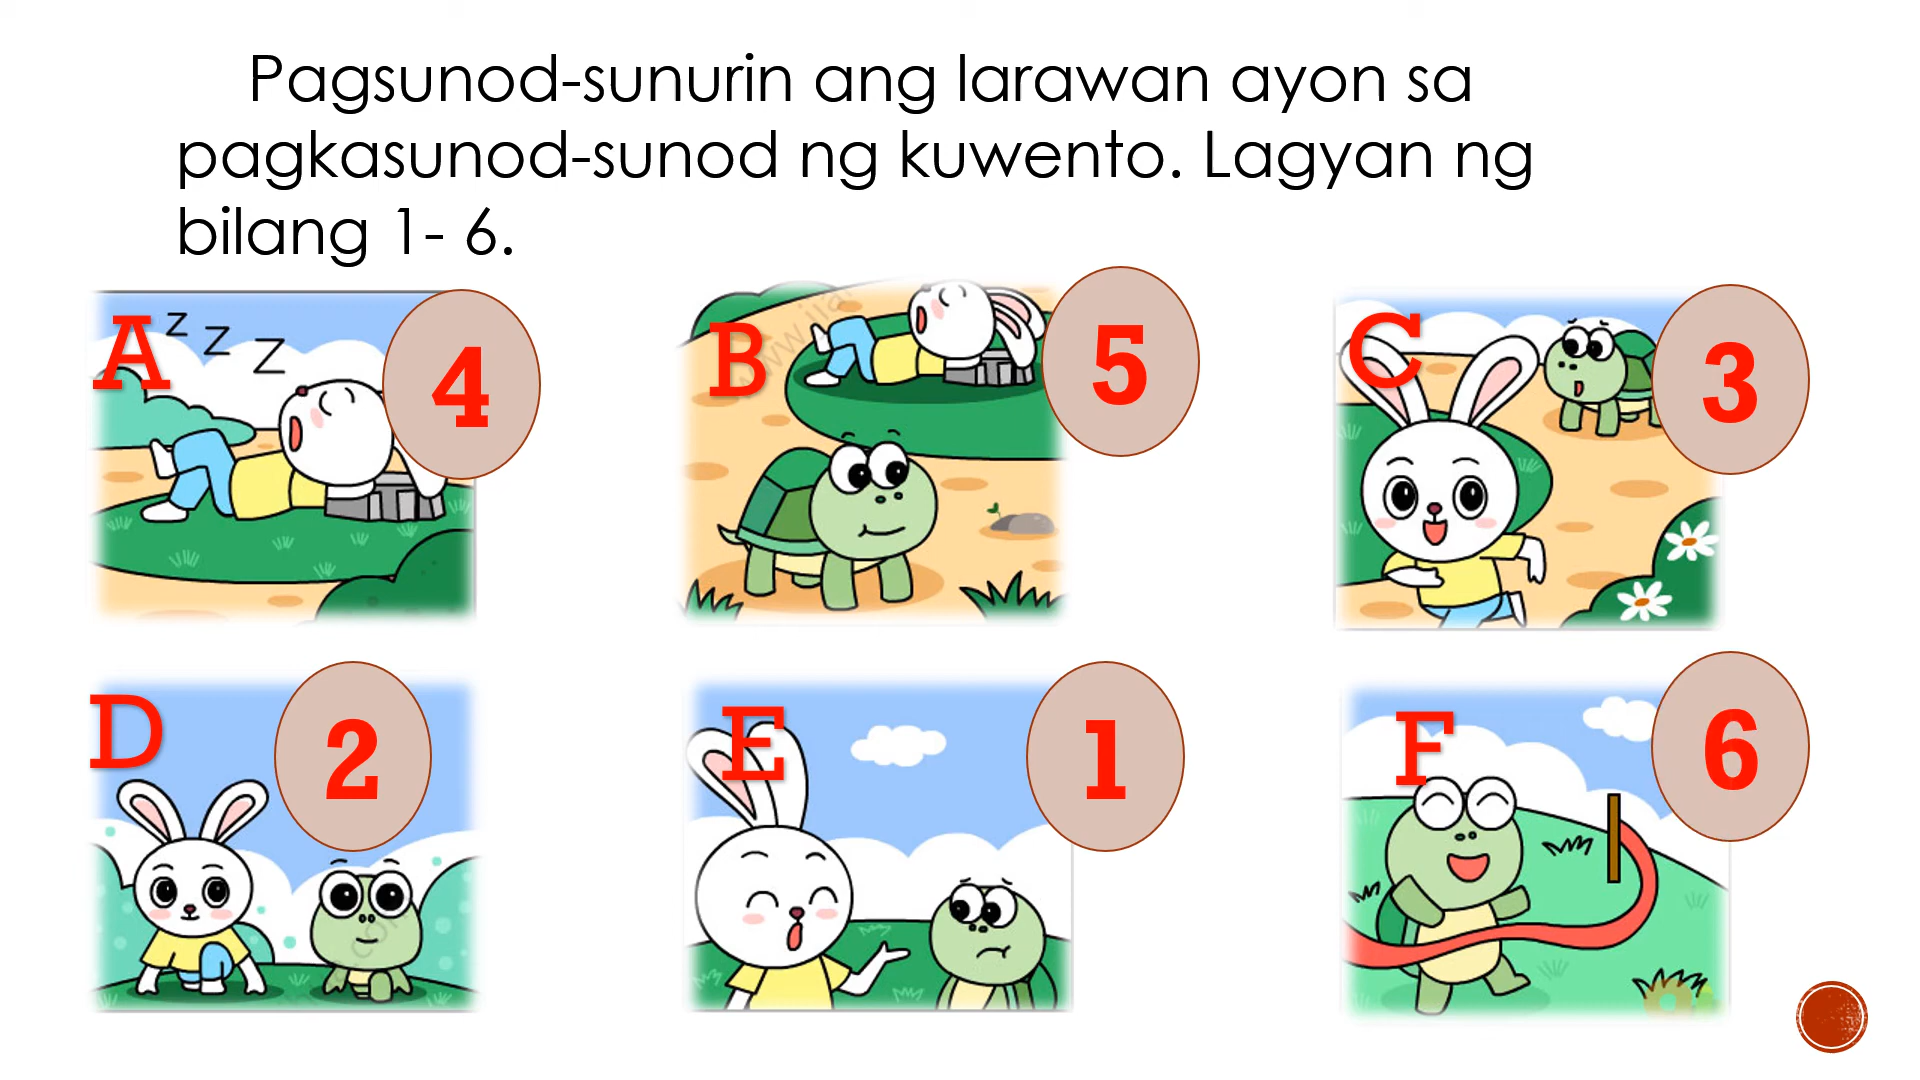 Pagsunod-sunurin ang larawan ayon sa
pagkasunod-sunod ng kuwento. Lagyan ng
bilang 1- 6.
A
z z z
4
B
5
C
3
D
2
E
1
F
6